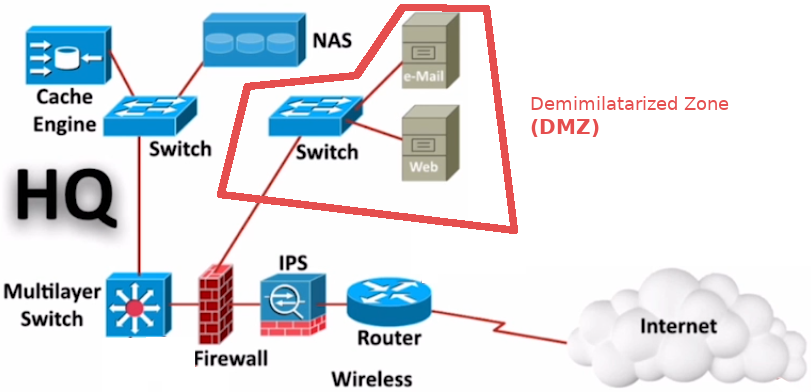 NAS
e-Mail
Cache
Engine
Switch
Switch
Web
Demimilatarized Zone
(DMZ)
HQ
Multilayer
Switch
IPS
Firewall
Router
Wireless
Internet